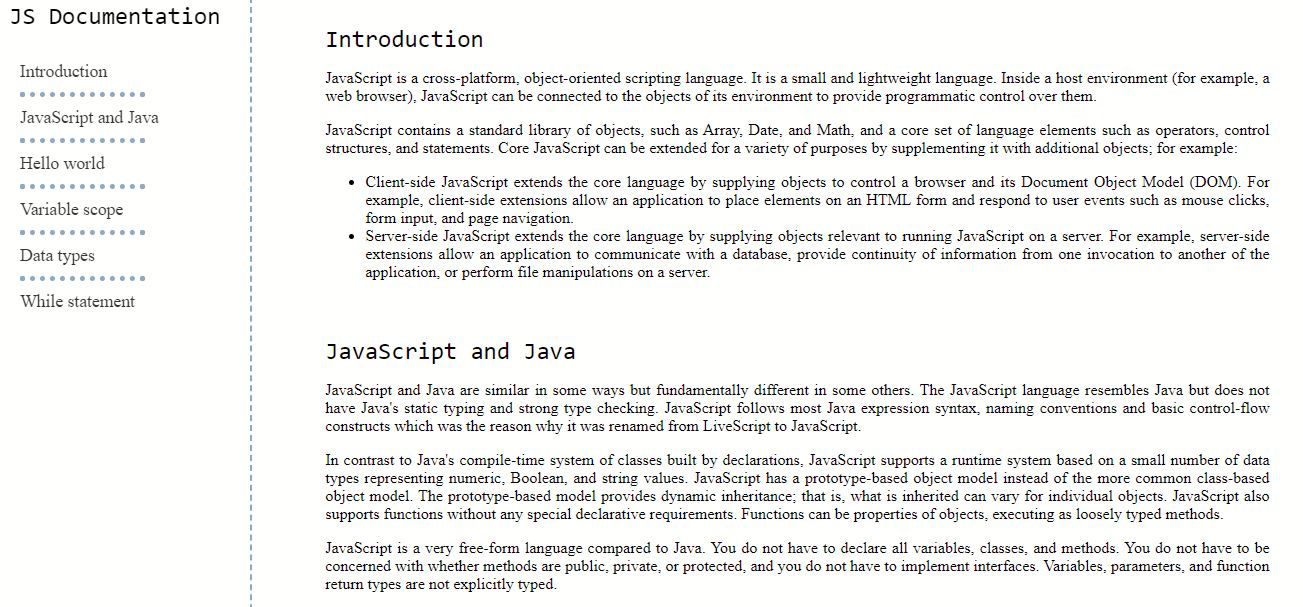 JS Documentation
Introduction
JavaScript and Java
Hello world
Variable scope
Data types
While statement
Introduction
JavaScript is a cross-platform, object-oriented scripting language. It is a small and lightweight language. Inside a host environment (for example, a
web browser), JavaScript can be connected to the objects of its environment to provide programmatic control over them.
JavaScript contains a standard library of objects, such as Array, Date, and Math, and a core set of language elements such as operators, control
structures, and statements. Core JavaScript can be extended for a variety of purposes by supplementing it with additional objects; for example:
• Client-side JavaScript extends the core language by supplying objects to control a browser and its Document Object Model (DOM). For
example, client-side extensions allow an application to place elements on an HTML form and respond to user events such as mouse clicks,
form input, and page navigation.
• Server-side JavaScript extends the core language by supplying objects relevant to running JavaScript on a server. For example, server-side
extensions allow an application to communicate with a database, provide continuity of information from one invocation to another of the
application, or perform file manipulations on a server.
JavaScript and Java
JavaScript and Java are similar in some ways but fundamentally different in some others. The JavaScript language resembles Java but does not
have Java's static typing and strong type checking. JavaScript follows most Java expression syntax, naming conventions and basic control-flow
constructs which was the reason why it was renamed from LiveScript to JavaScript.
In contrast to Java's compile-time system of classes built by declarations, JavaScript supports a runtime system based on a small number of data
types representing numeric, Boolean, and string values. JavaScript has a prototype-based object model instead of the more common class-based
object model. The prototype-based model provides dynamic inheritance; that is, what is inherited can vary for individual objects. JavaScript also
supports functions without any special declarative requirements. Functions can be properties of objects, executing as loosely typed methods.
JavaScript is a very free-form language compared to Java. You do not have to declare all variables, classes, and methods. You do not have to be
concerned with whether methods are public, private, or protected, and you do not have to implement interfaces. Variables, parameters, and function
return types are not explicitly typed.